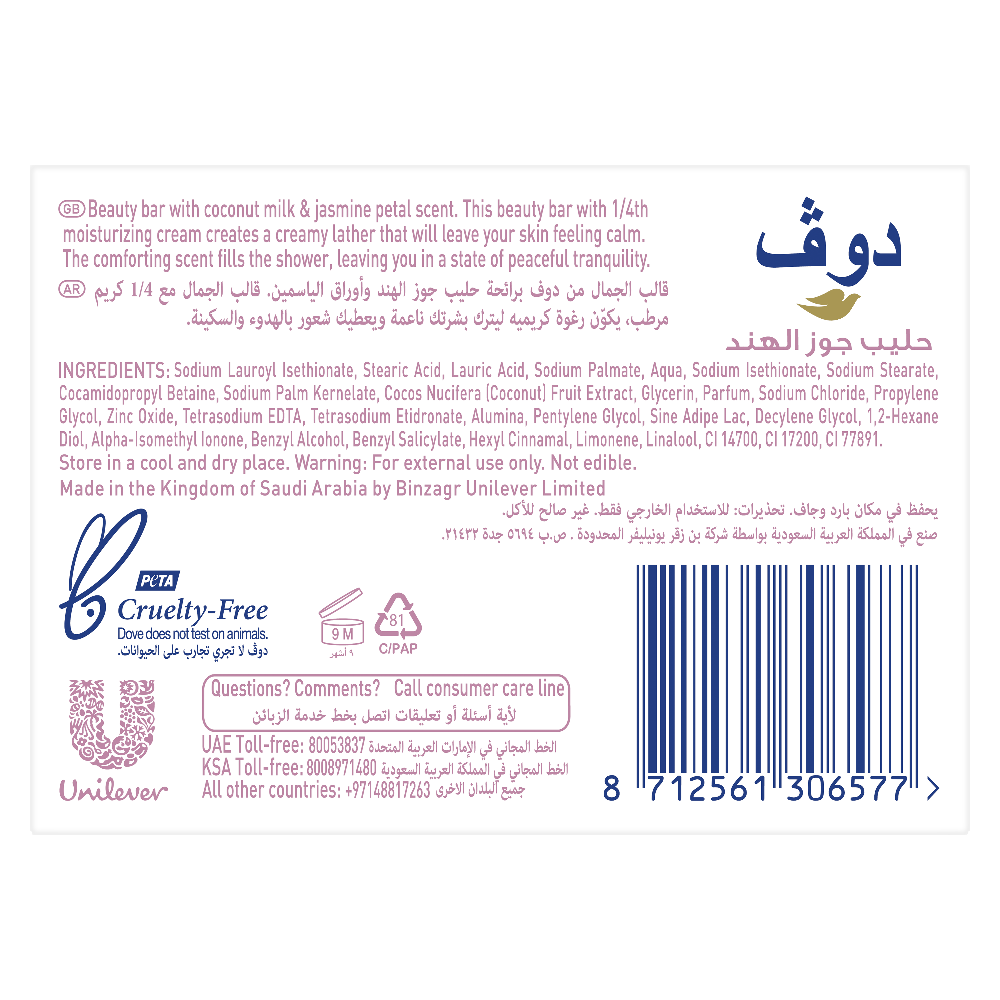 GB Beauty bar with coconut milk & jasmine petal scent. This beauty bar with 1/4th
moisturizing cream creates a creamy lather that will leave your skin feeling calm.
The comforting scent fills the shower, leaving you in a state of peaceful tranquility.
AR قالب الجمال من دوف برائحة حليب جوز الهند وأوراق الياسمين. قالب الجمال مع 1/4 كريم
مرطب، يكوّن رغوة كريميه ليترك بشرتك ناعمة ويعطيك شعور بالهدوء والسكينة.
دوڤ
حليب جوز الهند
INGREDIENTS: Sodium Lauroyl Isethionate, Stearic Acid, Lauric Acid, Sodium Palmate, Aqua, Sodium Isethionate, Sodium Stearate,
Cocamidopropyl Betaine, Sodium Palm Kernelate, Cocos Nucifera (Coconut) Fruit Extract, Glycerin, Parfum, Sodium Chloride, Propylene
Glycol, Zinc Oxide, Tetrasodium EDTA, Tetrasodium Etidronate, Alumina, Pentylene Glycol, Sine Adipe Lac, Decylene Glycol, 1,2-Hexane
Diol, Alpha-Isomethyl Ionone, Benzyl Alcohol, Benzyl Salicylate, Hexyl Cinnamal, Limonene, Linalool, CI 14700, CI 17200, CI 77891.
Store in a cool and dry place. Warning: For external use only. Not edible.
Made in the Kingdom of Saudi Arabia by Binzagr Unilever Limited
يحفظ في مكان بارد وجاف. تحذيرات: للاستخدام الخارجي فقط. غير صالح للأكل.
صنع في المملكة العربية السعودية بواسطة شركة بن زقر يونيليفر المحدودة . ص.ب ٥٦٩٤ جدة ٢١٤٣٢.
PETA
Cruelty-Free
Dove does not test on animals.
دوڤ لا تجري تجارب على الحيوانات.
9 M
٩ أشهر
81
C/PAP
Unilever
Questions? Comments? Call consumer care line
لأية أسئلة أو تعليقات اتصل بخط خدمة الزبائن
UAE Toll-free: 80053837 الخط المجاني في الإمارات العربية المتحدة
KSA Toll-free: 8008971480 الخط المجاني في المملكة العربية السعودية
All other countries: +97148817263 جميع البلدان الاخرى
8 712561 306577 >